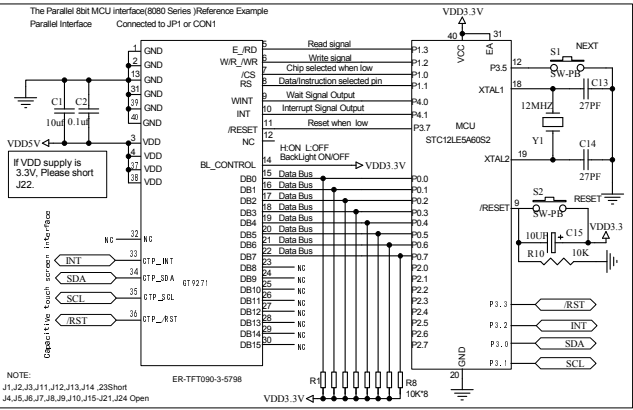 The Parallel 8bit MCU interface(8080 Series )Reference Example
Parallel Interface Connected to JP1 or CON1
1 GND
2 GND
13 GND
31 GND
39 GND
40 GND
3 VDD
4 VDD
37 VDD
38 VDD
C1 C2
10uf 0.1uf
VDD5V
If VDD supply is
3.3V, Please short
J22.
Capacitive touch screen interface
NC 32 NC
INT 33 CTP_INT
SDA 34 CTP_SDA
GT9271
SCL 35 CTP_SCL
/RST 36 CTP_/RST
E_/RD 5 Read signal P1.3
W/R_/WR 6 Write signal P1.2
/CS 7 Chip selected when low P1.0
RS 8 Data/Instruction selected pin P1.1
WINT 9 Wait Signal Output P4.0
INT 10 Interrupt Signal Output P4.1
/RESET 11 Reset when low P3.7
NC 12
H:ON L:OFF
BackLight ON/OFF
BL_CONTROL 14 VDD3.3V
DB0 15 Data Bus P0.0
DB1 16 Data Bus P0.1
DB2 17 Data Bus P0.2
DB3 18 Data Bus P0.3
DB4 19 Data Bus P0.4
DB5 20 Data Bus P0.5
DB6 21 Data Bus P0.6
DB7 22 Data Bus P0.7
DB8 23 NC P2.0
DB9 24 NC P2.1
DB10 25 NC P2.2
DB11 26 NC P2.3
DB12 27 NC P2.4
DB13 28 NC P2.5
DB14 29 NC P2.6
DB15 30 NC P2.7
ER-TFT090-3-5798
R1 R8
10K*8
VDD3.3V
VDD3.3V
40 31
VCC EA
MCU
STC12LE5A60S2
P3.5 12 S1 NEXT
SW-PB
XTAL1 18 C13
12MHZ 27PF
Y1
C14
XTAL2 19
27PF
/RESET 9 S2 RESET
SW-PB
VDD3.3
10UF + C15
R10 10K
P3.3 /RST
P3.2 INT
P3.0 SDA
P3.1 SCL
20 GND
NOTE:
J1,J2,J3,J11,J12,J13,J14 ,23Short
J4,J5,J6,J7,J8,J9,J10,J15-J21,J24 Open